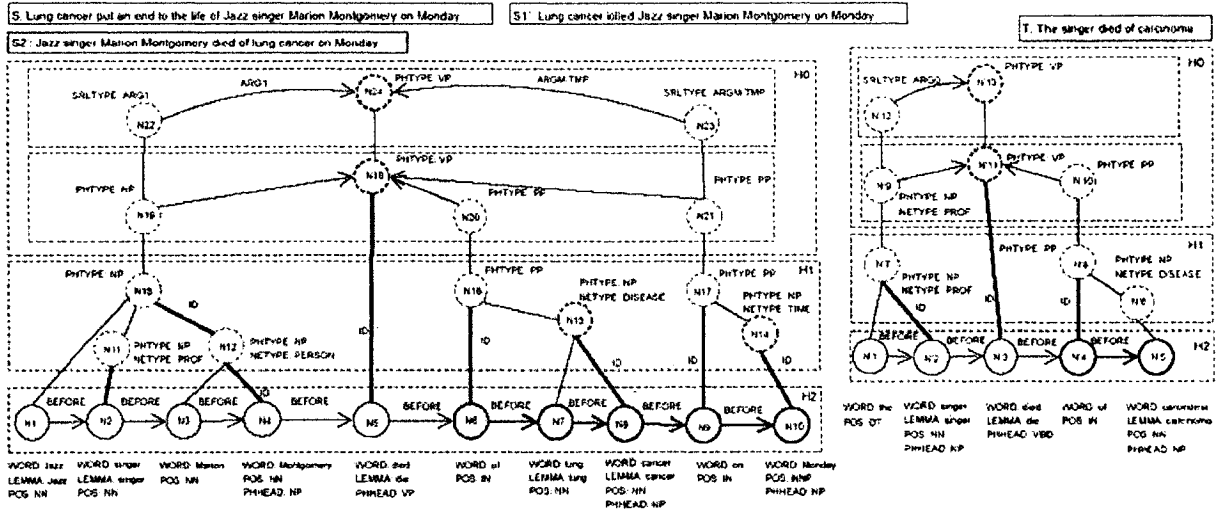 S: Lung cancer put an end to the life of Jazz singer Marion Montgomery on Monday
S1': Lung cancer killed Jazz singer Marion Montgomery on Monday
S2': Jazz singer Marion Montgomery died of lung cancer on Monday
T: The singer died of carcinoma
H0
PHTYPE VP
ARG1
ARGM-TMP
SRLTYPE ARG1
N24
SRLTYPE ARGM-TMP
N22
N23
PHTYPE VP
PHTYPE NP
PHTYPE PP
PHTYPE PP
N18
N19
N20
N21
H1
PHTYPE NP
PHTYPE PP
PHTYPE NP
NETYPE DISEASE
PHTYPE PP
PHTYPE NP
NETYPE TIME
N16
N17
ID
N14
N11
PHTYPE NP
NETYPE PROF
N12
PHTYPE NP
NETYPE PERSON
ID
ID
ID
ID
ID
ID
H2
BEFORE BEFORE BEFORE BEFORE BEFORE BEFORE BEFORE BEFORE BEFORE
N1 N2 N3 N4 N5 N6 N7 N8 N9 N10
WORD Jazz
LEMMA Jazz
POS NN
WORD singer
LEMMA singer
POS: NN
WORD: Marion
POS NN
WORD: Montgomery
POS: NN
PHHEAD: NP
WORD: died
LEMMA die
PHHEAD VP
WORD of
POS IN
WORD: lung
LEMMA lung
POS: NN
WORD: cancer
LEMMA: cancer
POS: NN
PHHEAD: NP
WORD: on
POS: IN
WORD Monday
POS: NNP
PHHEAD: NP
H0
PHTYPE VP
SRLTYPE
N12
PHTYPE VP
PHTYPE PP
N9
N10
PHTYPE NP
NETYPE PROF
H1
PHTYPE PP
PHTYPE NP
NETYPE DISEASE
N7
PHTYPE NP
NETYPE PROF
ID
ID
ID
H2
BEFORE BEFORE BEFORE BEFORE
N1 N2 N3 N4 N5
WORD the
POS DT
WORD singer
LEMMA singer
POS NN
PHHEAD NP
WORD: died
LEMMA die
PHHEAD VBD
WORD of
POS IN
WORD carcinoma
LEMMA carcinoma
POS NN
PHHEAD NP